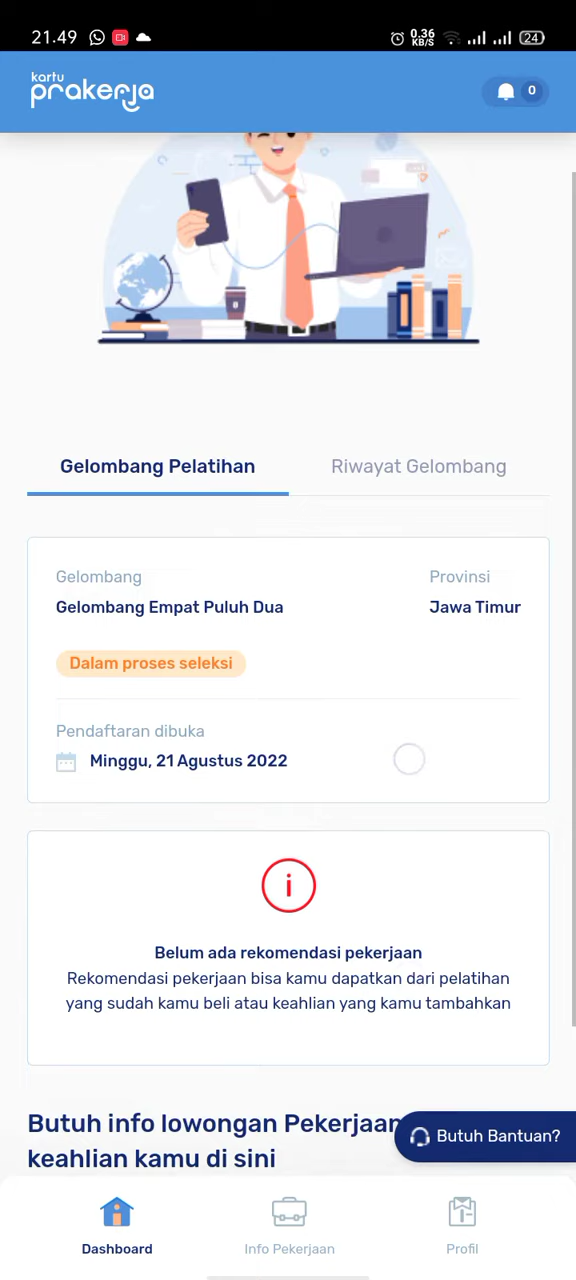 21.49
0.36
KB/S
24
kartu
prakerja
0
Gelombang Pelatihan
Riwayat Gelombang
Gelombang
Provinsi
Gelombang Empat Puluh Dua
Jawa Timur
Dalam proses seleksi
Pendaftaran dibuka
Minggu, 21 Agustus 2022
Belum ada rekomendasi pekerjaan
Rekomendasi pekerjaan bisa kamu dapatkan dari pelatihan
yang sudah kamu beli atau keahlian yang kamu tambahkan
Butuh info lowongan Pekerjaan
keahlian kamu di sini
Butuh Bantuan?
Dashboard
Info Pekerjaan
Profil